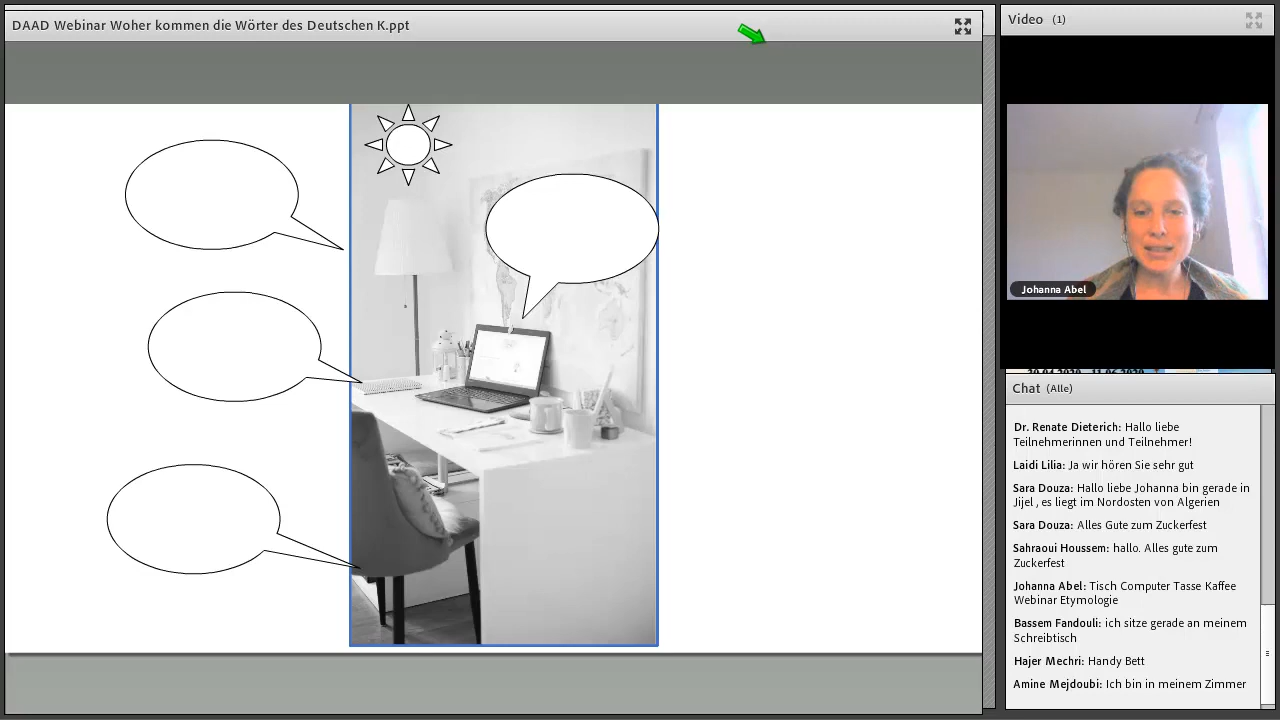 DAAD Webinar Woher kommen die Wörter des Deutschen K.ppt
Video (1)
Johanna Abel
Chat (Alle)
Dr. Renate Dieterich: Hallo liebe
Teilnehmerinnen und Teilnehmer!
Laidi Lilia: Ja wir hören Sie sehr gut
Sara Douza: Hallo liebe Johanna bin gerade in
Jijel , es liegt im Nordosten von Algerien
Sara Douza: Alles Gute zum Zuckerfest
Sahraoui Houssem: hallo. Alles gute zum
Zuckerfest
Johanna Abel: Tisch Computer Tasse Kaffee
Webinar Etymologie
Bassem Fandouli: ich sitze gerade an meinem
Schreibtisch
Hajer Mechri: Handy Bett
Amine Mejdoubi: Ich bin in meinem Zimmer